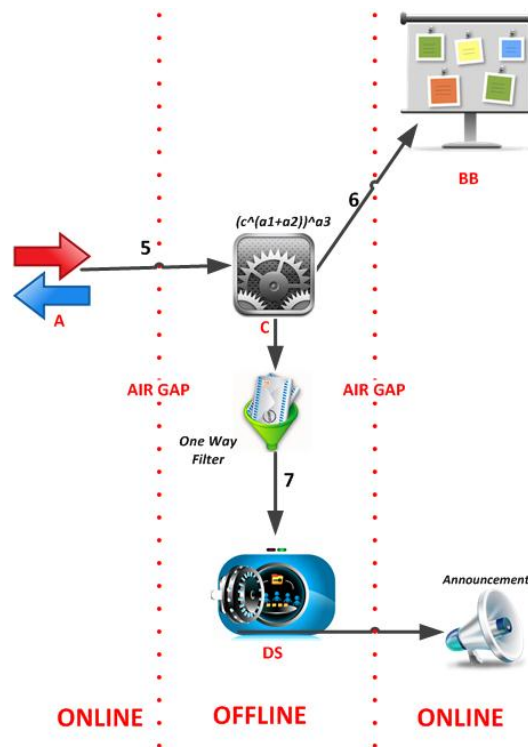 BB
(c^(a1+a2))^a3
6
5
A
C
AIR GAP
AIR GAP
One Way
Filter
7
Announcement
DS
ONLINE
OFFLINE
ONLINE